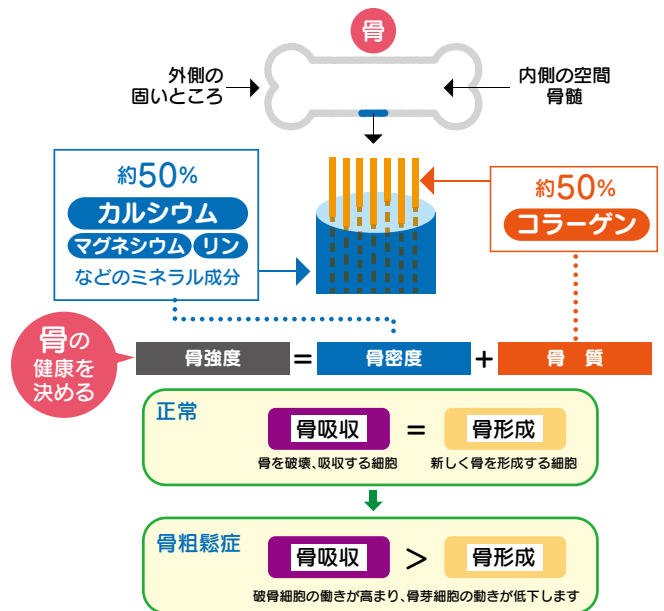 骨
外側の
固いところ
内側の空間
骨髄
約50%
カルシウム
マグネシウム リン
などのミネラル成分
約50%
コラーゲン
骨の
健康を
決める
骨強度 = 骨密度 + 骨 質
正常
骨吸収 = 骨形成
骨を破壊、吸収する細胞 新しく骨を形成する細胞
骨粗鬆症
骨吸収 > 骨形成
破骨細胞の働きが高まり、骨芽細胞の動きが低下します